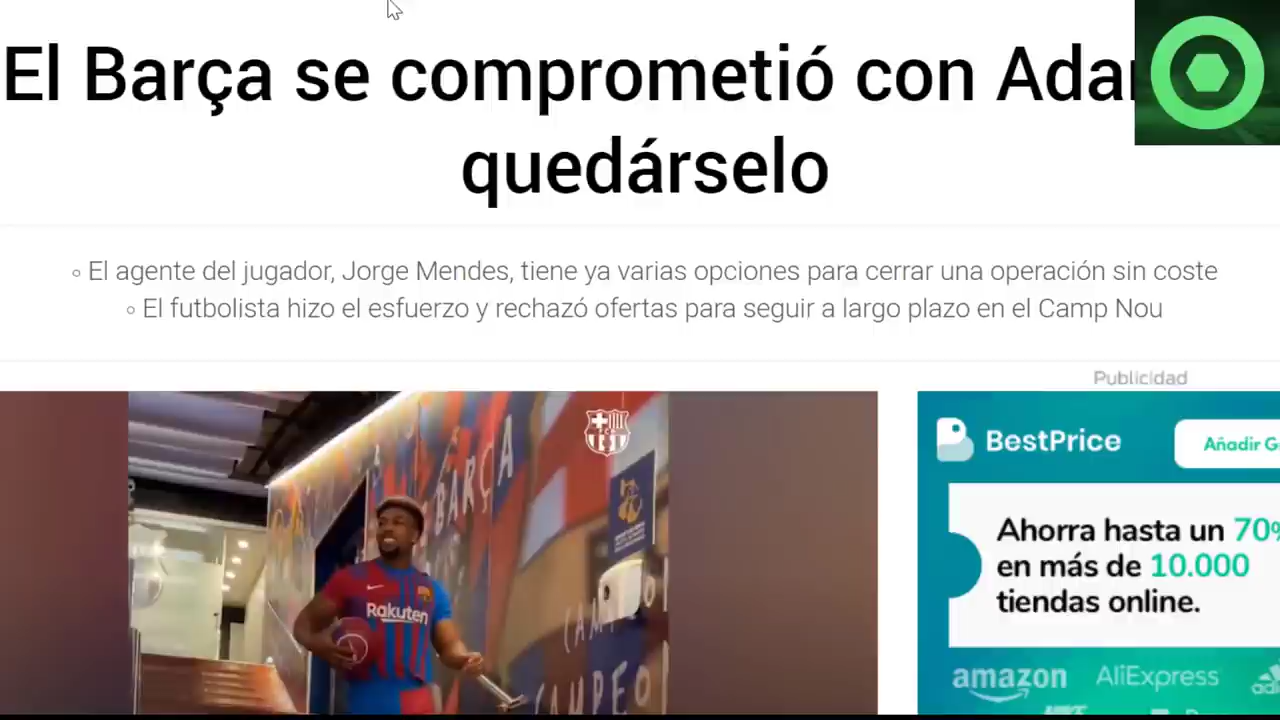 El Barça se comprometió con Ada
quedárselo
El agente del jugador, Jorge Mendes, tiene ya varias opciones para cerrar una operación sin coste
El futbolista hizo el esfuerzo y rechazó ofertas para seguir a largo plazo en el Camp Nou
Publicidad
BestPrice
Añadir G
Ahorra hasta un 70%
en más de 10.000
tiendas online.
amazon
AliExpress
BARÇA
Rakuten
CAMPEO